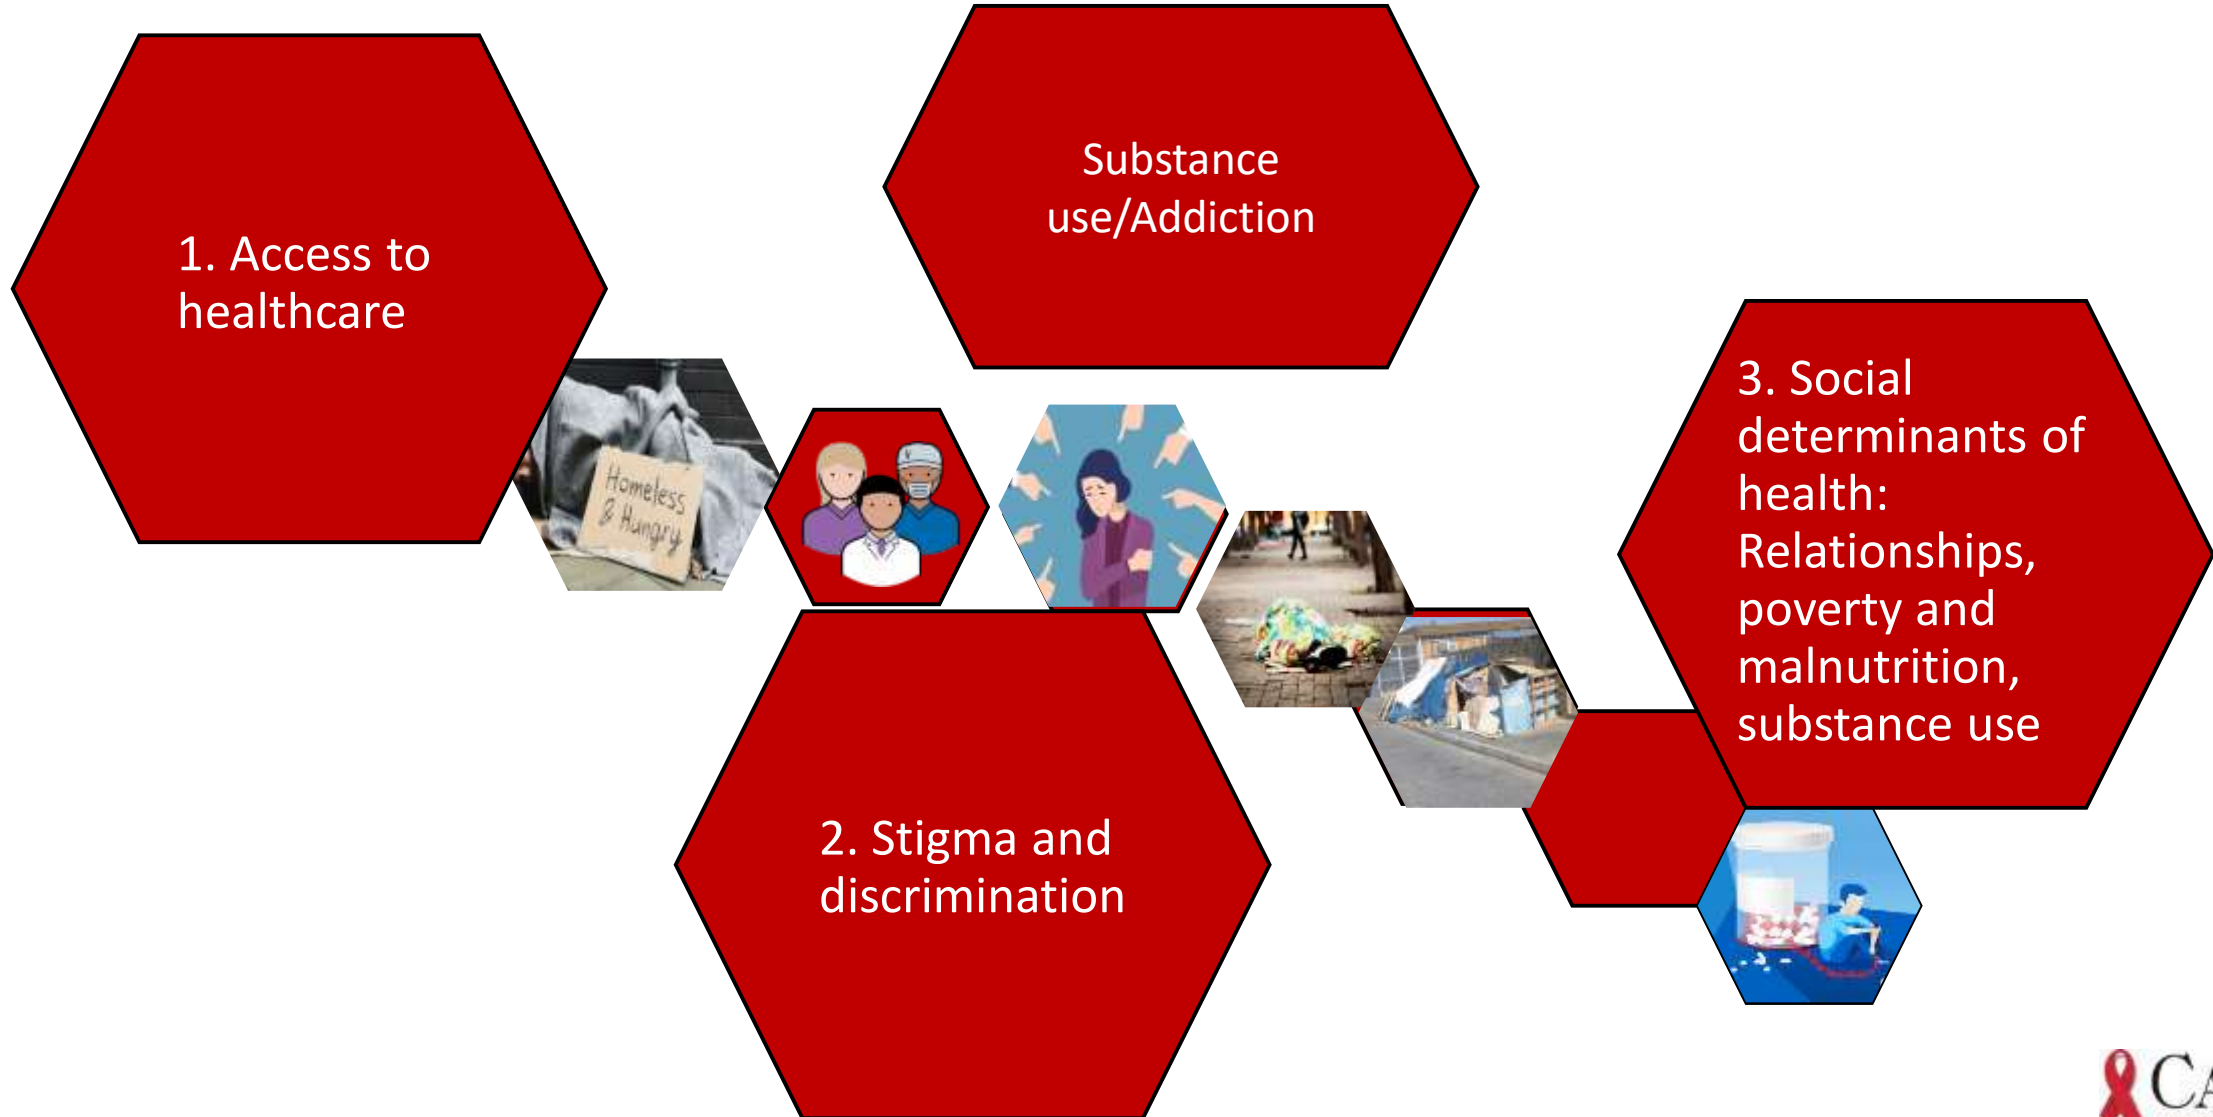 1. Access to
healthcare
Substance
use/Addiction
Homeless
& Hungry
2. Stigma and
discrimination
3. Social
determinants of
health:
Relationships,
poverty and
malnutrition,
substance use
CA